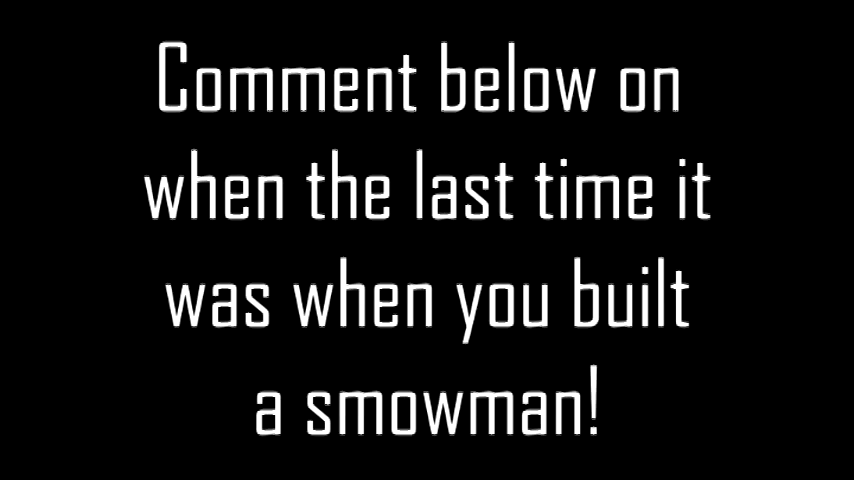 Comment below on
when the last time it
was when you built
a smowman!